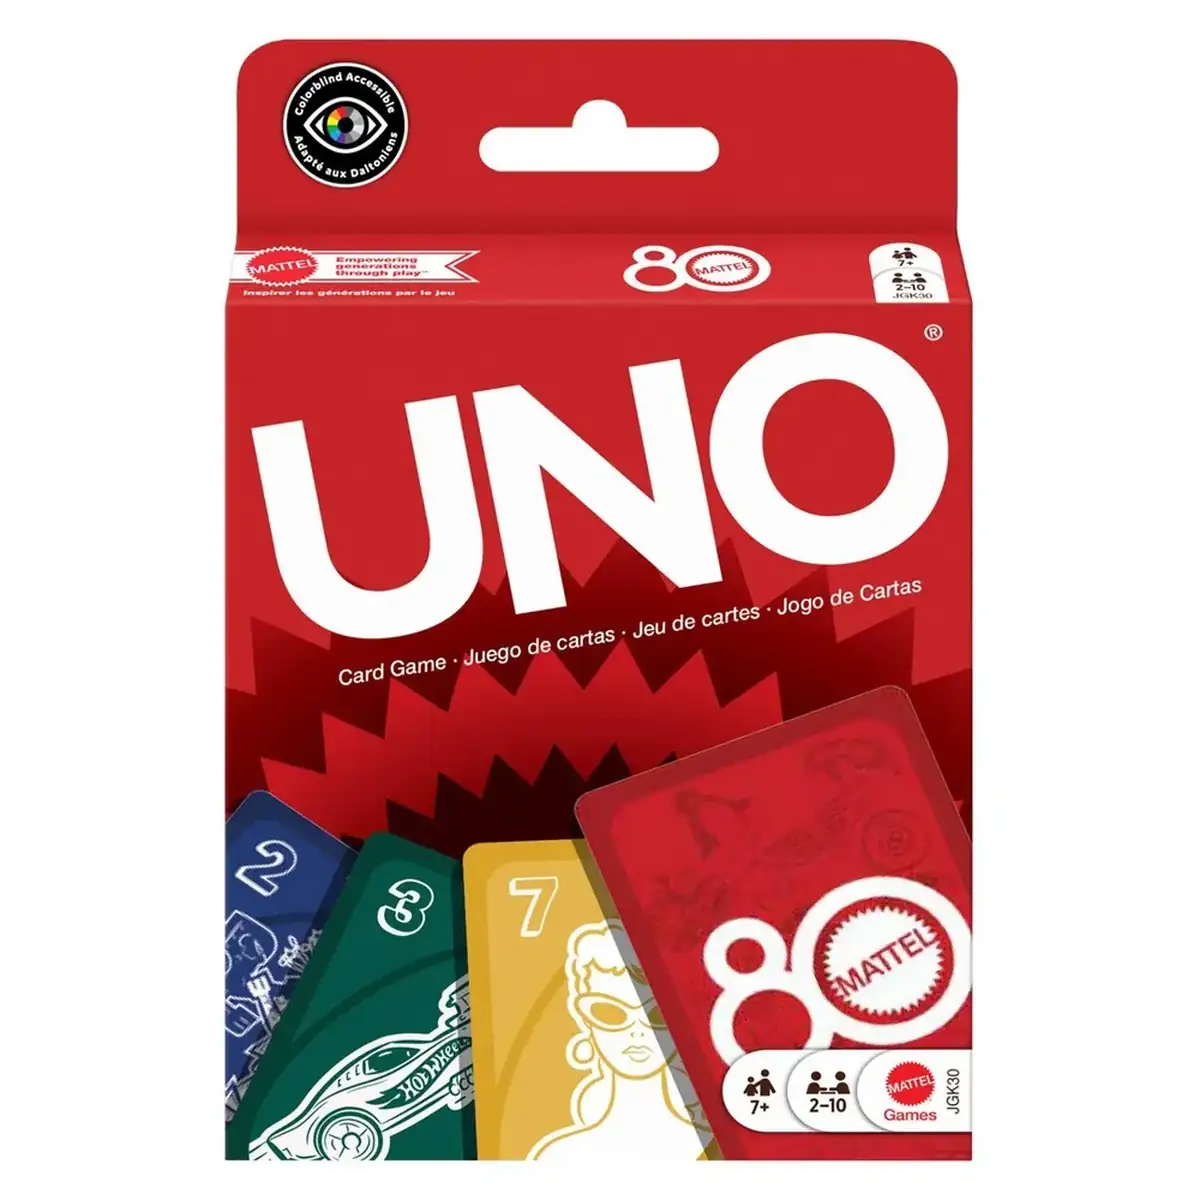 Colorblind Accessible
Adapté aux Daltoniens
MATTEL
Empowering
generations
through play™
Inspirer les générations par le jeu
80
MATTEL
7+
2-10
JGK30
UNO®
Card Game · Juego de cartas · Jeu de cartes · Jogo de Cartas
2
3
7
HOT WHEELS
80
MATTEL
7+
2-10
MATTEL
Games
JGK30